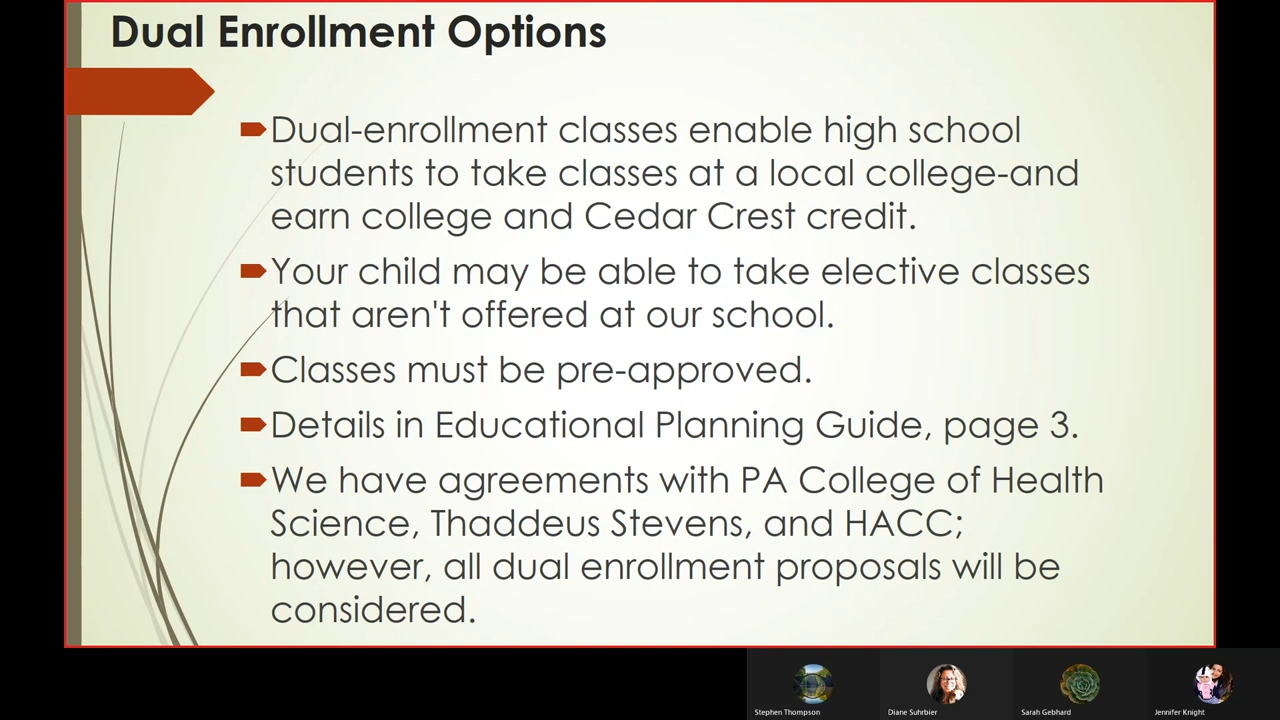 Dual Enrollment Options
Dual-enrollment classes enable high school
students to take classes at a local college-and
earn college and Cedar Crest credit.
Your child may be able to take elective classes
that aren't offered at our school.
Classes must be pre-approved.
Details in Educational Planning Guide, page 3.
We have agreements with PA College of Health
Science, Thaddeus Stevens, and HACC;
however, all dual enrollment proposals will be
considered.
Stephen Thompson
Diane Suhrbier
Sarah Gebhard
Jennifer Knight